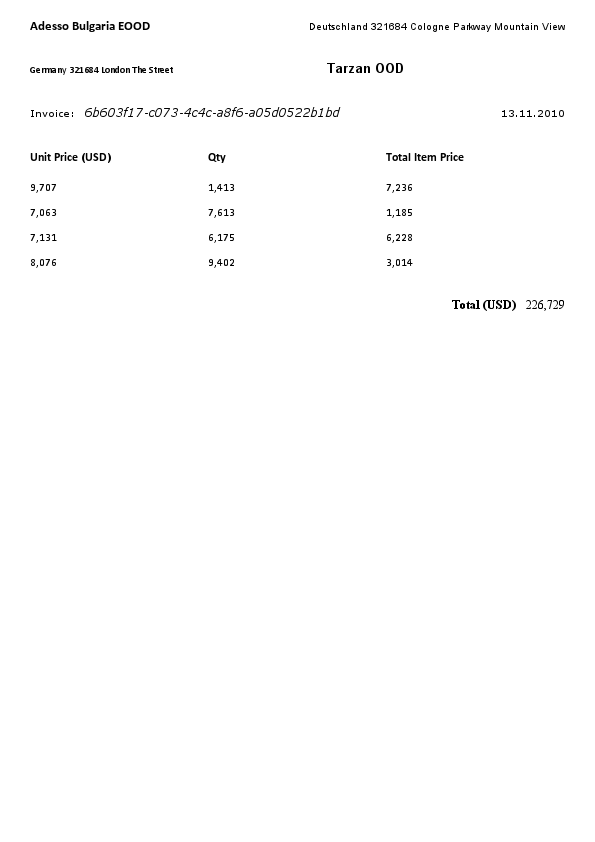 Adesso Bulgaria EOOD Deutschland 321684 Cologne Parkway Mountain View
Germany 321684 London The Street Tarzan OOD
Invoice: 6b603f17-c073-4c4c-a8f6-a05d0522b1bd 13.11.2010
Unit Price (USD) Qty Total Item Price
9,707 1,413 7,236
7,063 7,613 1,185
7,131 6,175 6,228
8,076 9,402 3,014
Total (USD) 226,729